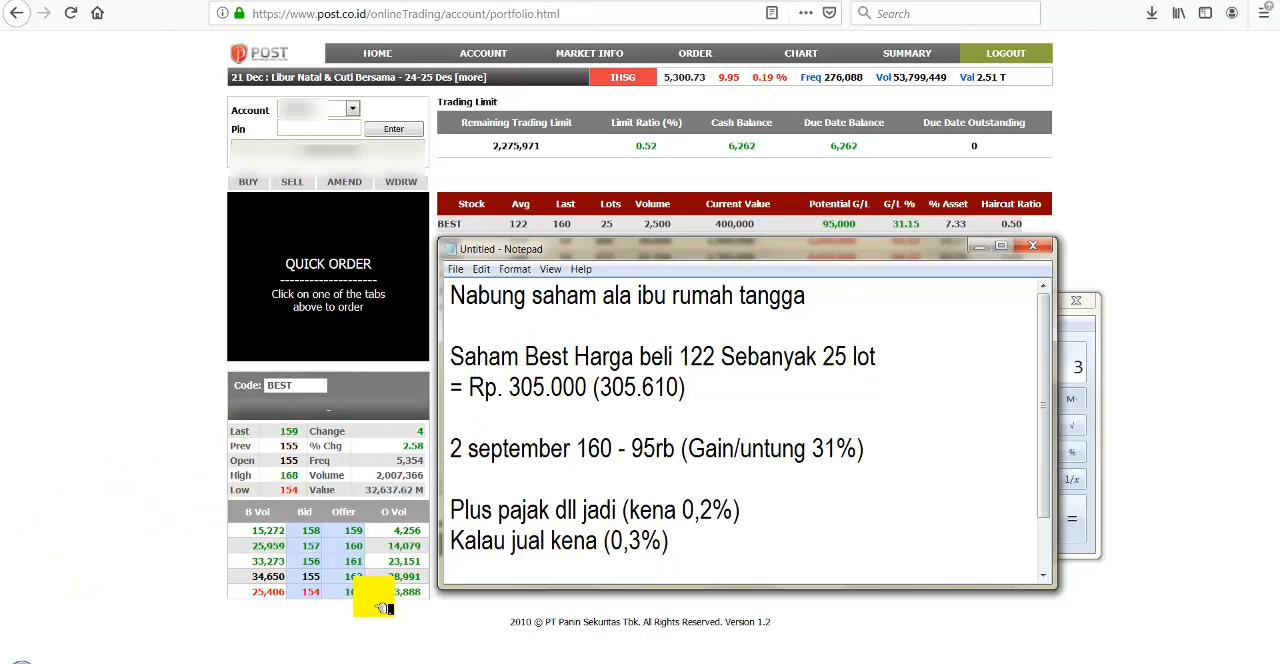 https://www.post.co.id/onlineTrading/account/portfolio.html
Search
POST
HOME ACCOUNT MARKET INFO ORDER CHART SUMMARY LOGOUT
21 Dec : Libur Natal & Cuti Bersama - 24-25 Des [more] IHSG 5,300.73 9.95 0.19 % Freq 276,088 Vol 53,799,449 Val 2.51 T
Account
Pin Enter
BUY SELL AMEND WDRW
QUICK ORDER
--------------------
Click on one of the tabs
above to order
Code: BEST
-
Last 159 Change 4
Prev 155 % Chg 2.58
Open 155 Freq 5,354
High 168 Volume 2,007,366
Low 154 Value 32,637.62 M
B Vol Bid Offer O Vol
15,272 158 159 4,256
25,959 157 160 14,079
33,273 156 161 23,151
34,650 155
25,406 154
Trading Limit
Remaining Trading Limit Limit Ratio (%) Cash Balance Due Date Balance Due Date Outstanding
2,275,971 0.52 6,262 6,262 0
Stock Avg Last Lots Volume Current Value Potential G/L G/L % % Asset Haircut Ratio
BEST 122 160 25 2,500 400,000 95,000 31.15 7.33 0.50
Untitled - Notepad
File Edit Format View Help
Nabung saham ala ibu rumah tangga
Saham Best Harga beli 122 Sebanyak 25 lot
= Rp. 305.000 (305.610)
2 september 160 - 95rb (Gain/untung 31%)
Plus pajak dll jadi (kena 0,2%)
Kalau jual kena (0,3%)
3
M-
√
%
1/x
=
2010 © PT Panin Sekuritas Tbk. All Rights Reserved. Version 1.2